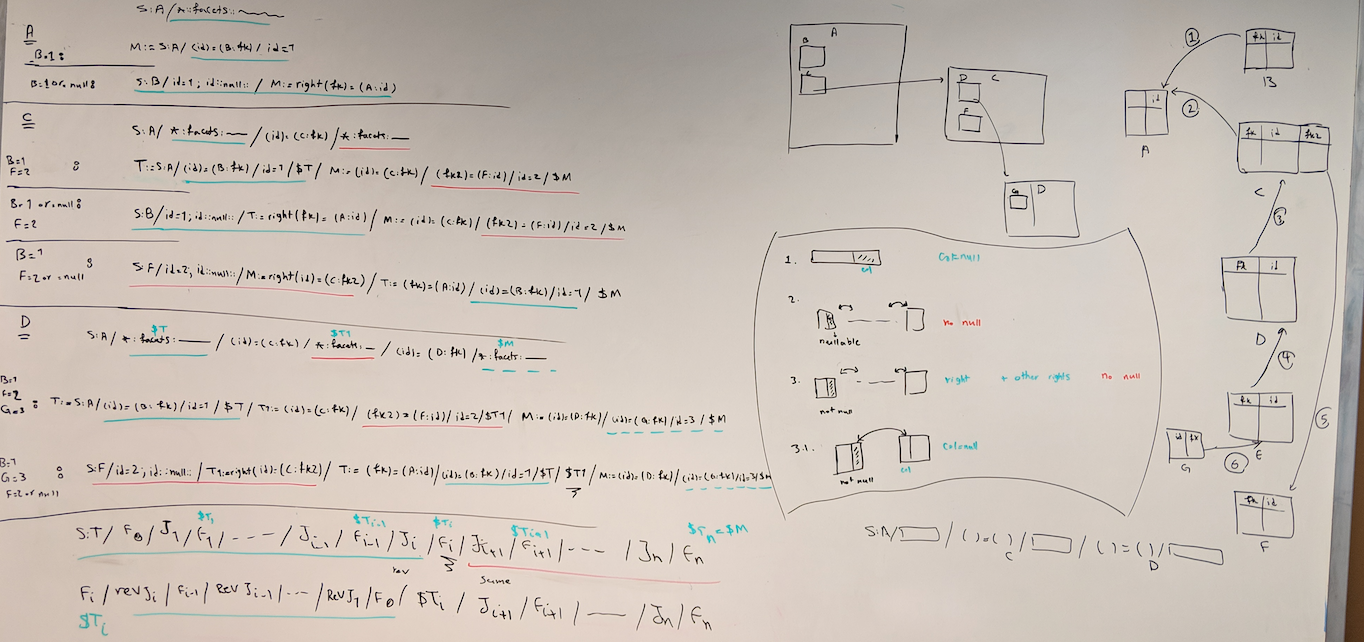 S:A/*::facets::
A
B=1:
M:= S:A/ (id)=(B:fk)/ id=1
B=1 or null:
S:B/id=1; id::null::/ M:=right(fk)=(A:id)
C
S:A/ *::facets:: / (id)=(C:fk)/ *::facets::
B=1
F=2 :
T:=S:A/(id)=(B:fk)/id=1/$T/ M:=(id)=(C:fk)/ (fk2)=(F:id)/id=2/$M
B=1 or null:
F=2
S:B/id=1; id::null::/T:=right(fk)=(A:id) / M:=(id)=(C:fk)/ (fk2)=(F:id)/id=2/$M
B=1
F=2 or null :
S:F/id=2; id::null::/M:=right(id)=(C:fk2)/T:=(fk)=(A:id)/(id)=(B:fk)/id=1/ $M
D
$T $T1 $M
S:A/ *::facets:: / (id)=(C:fk)/ *::facets:: / (id)=(D:fk)/ *::facets::
B=1
F=2
G=3 :
T:=S:A/(id)=(B:fk)/id=1/$T/ T1:=(id)=(C:fk)/ (fk2)=(F:id)/id=2/$T1/ M:=(id)=(D:fk)/(id)=(G:fk)/id=3/$M
B=1
G=3 :
F=2 or null
S:F/id=2; id::null::/T1:=right(id)=(C:fk2)/ T:=(fk)=(A:id)/(id)=(B:fk)/id=1/$T/$T1/M:=(id)=(D:fk)/(id)=(G:fk)/id=3/$M
$T1 $Ti-1 $Ti $Ti+1 $Tn=$M
S:T/ F0/ J1/F1/ ---- / Ji-1/ Fi-1/ Ji /Fi/ Ji+1/Fi+1/ --- / Jn/ Fn
rev same
Fi/revJi/Fi-1/Rev Ji-1/---/RevJ1/F0/ $Ti / Ji+1/Fi+1/ —— /Jn/Fn
$Ti
A
B
C
D C
F
G D
1
fk id
B
2
id
A
fk id fk2
C
3
fk id
D
4
fk id
E
5
id fk
G
6
fk id
F
1. col=null
col
2. no null
nullable
3. right + other rights no null
not null
3.1. col=null
not null
col
S:A/ / ( )=( )/ / ( )=( )/
C D